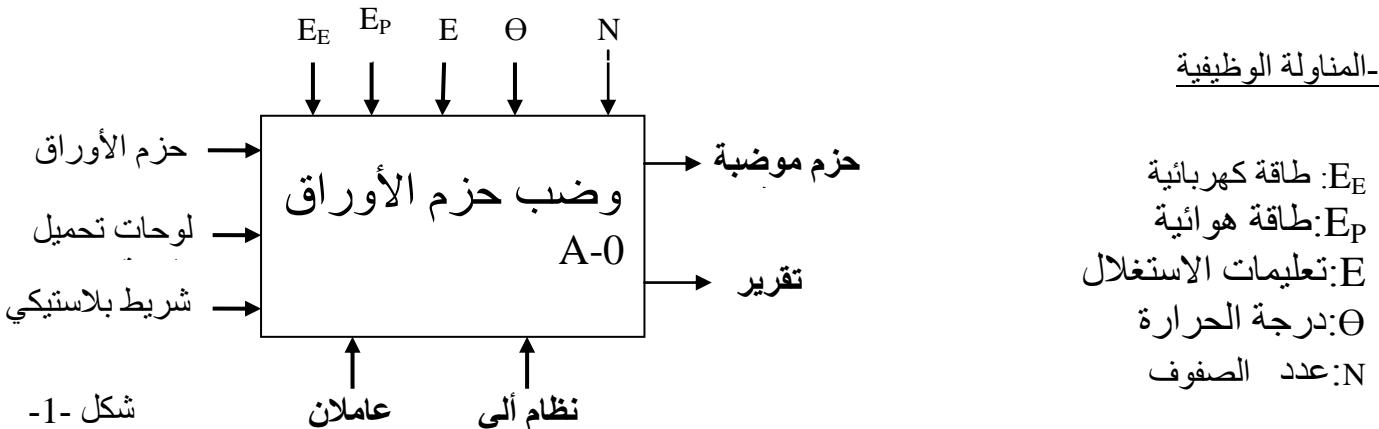 E_E E_P E Ɵ N
-المناولة الوظيفية
حزم الأوراق
لوحات تحميل
شريط بلاستيكي
وضب حزم الأوراق
A-0
حزم موضبة
تقرير
E_E: طاقة كهربائية
E_P:طاقة هوائية
E:تعليمات الاستغلال
Ɵ:درجة الحرارة
N:عدد الصفوف
عاملان
نظام ألى
شكل -1-